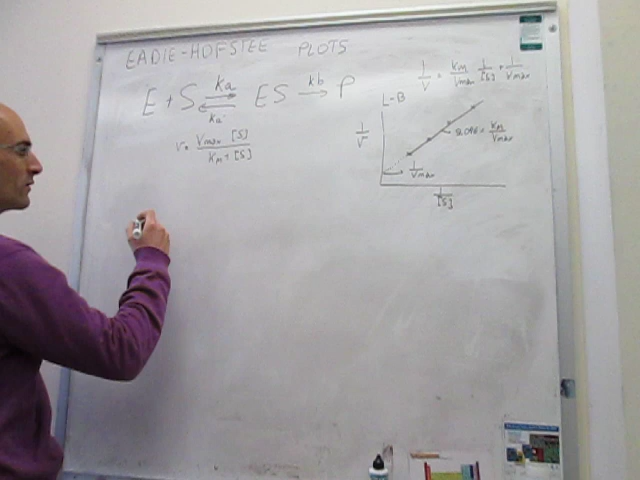 EADIE-HOFSTEE PLOTS
E + S ⇌ ES → P
ka
ka'
kb
v = Vmax [S] / Km + [S]
1/v = Km/Vmax 1/[S] + 1/Vmax
L-B
1/v
slope = Km/Vmax
1/Vmax
1/[S]